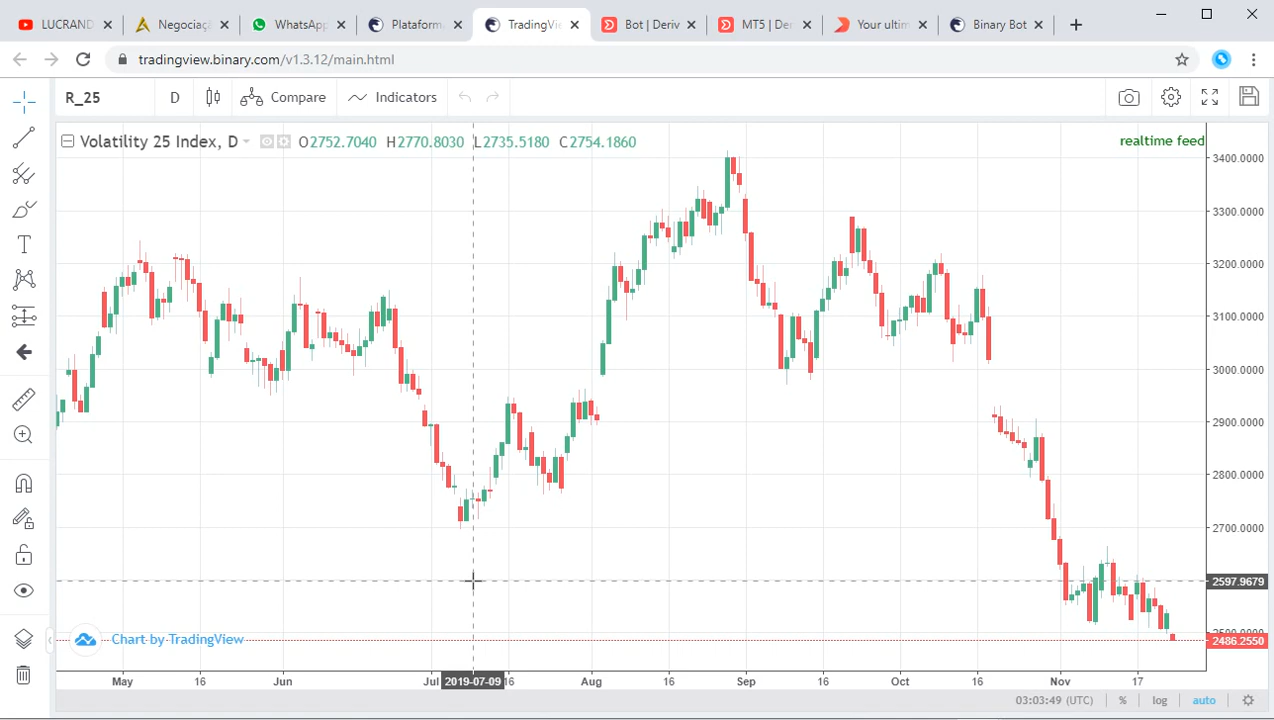 LUCRAND
Negociação
WhatsApp
Plataform
TradingVi
Bot | Deriv
MT5 | De
Your ultim
Binary Bot
tradingview.binary.com/v1.3.12/main.html
R_25
D
Compare
Indicators
Volatility 25 Index, D
O2752.7040 H2770.8030 L2735.5180 C2754.1860
realtime feed
3400.0000
3300.0000
3200.0000
3100.0000
3000.0000
2900.0000
2800.0000
2700.0000
2597.9679
2500.0000
2486.2550
Chart by TradingView
May
16
Jun
Jul
2019-07-09
16
Aug
16
Sep
16
Oct
16
Nov
17
03:03:49 (UTC)
%
log
auto